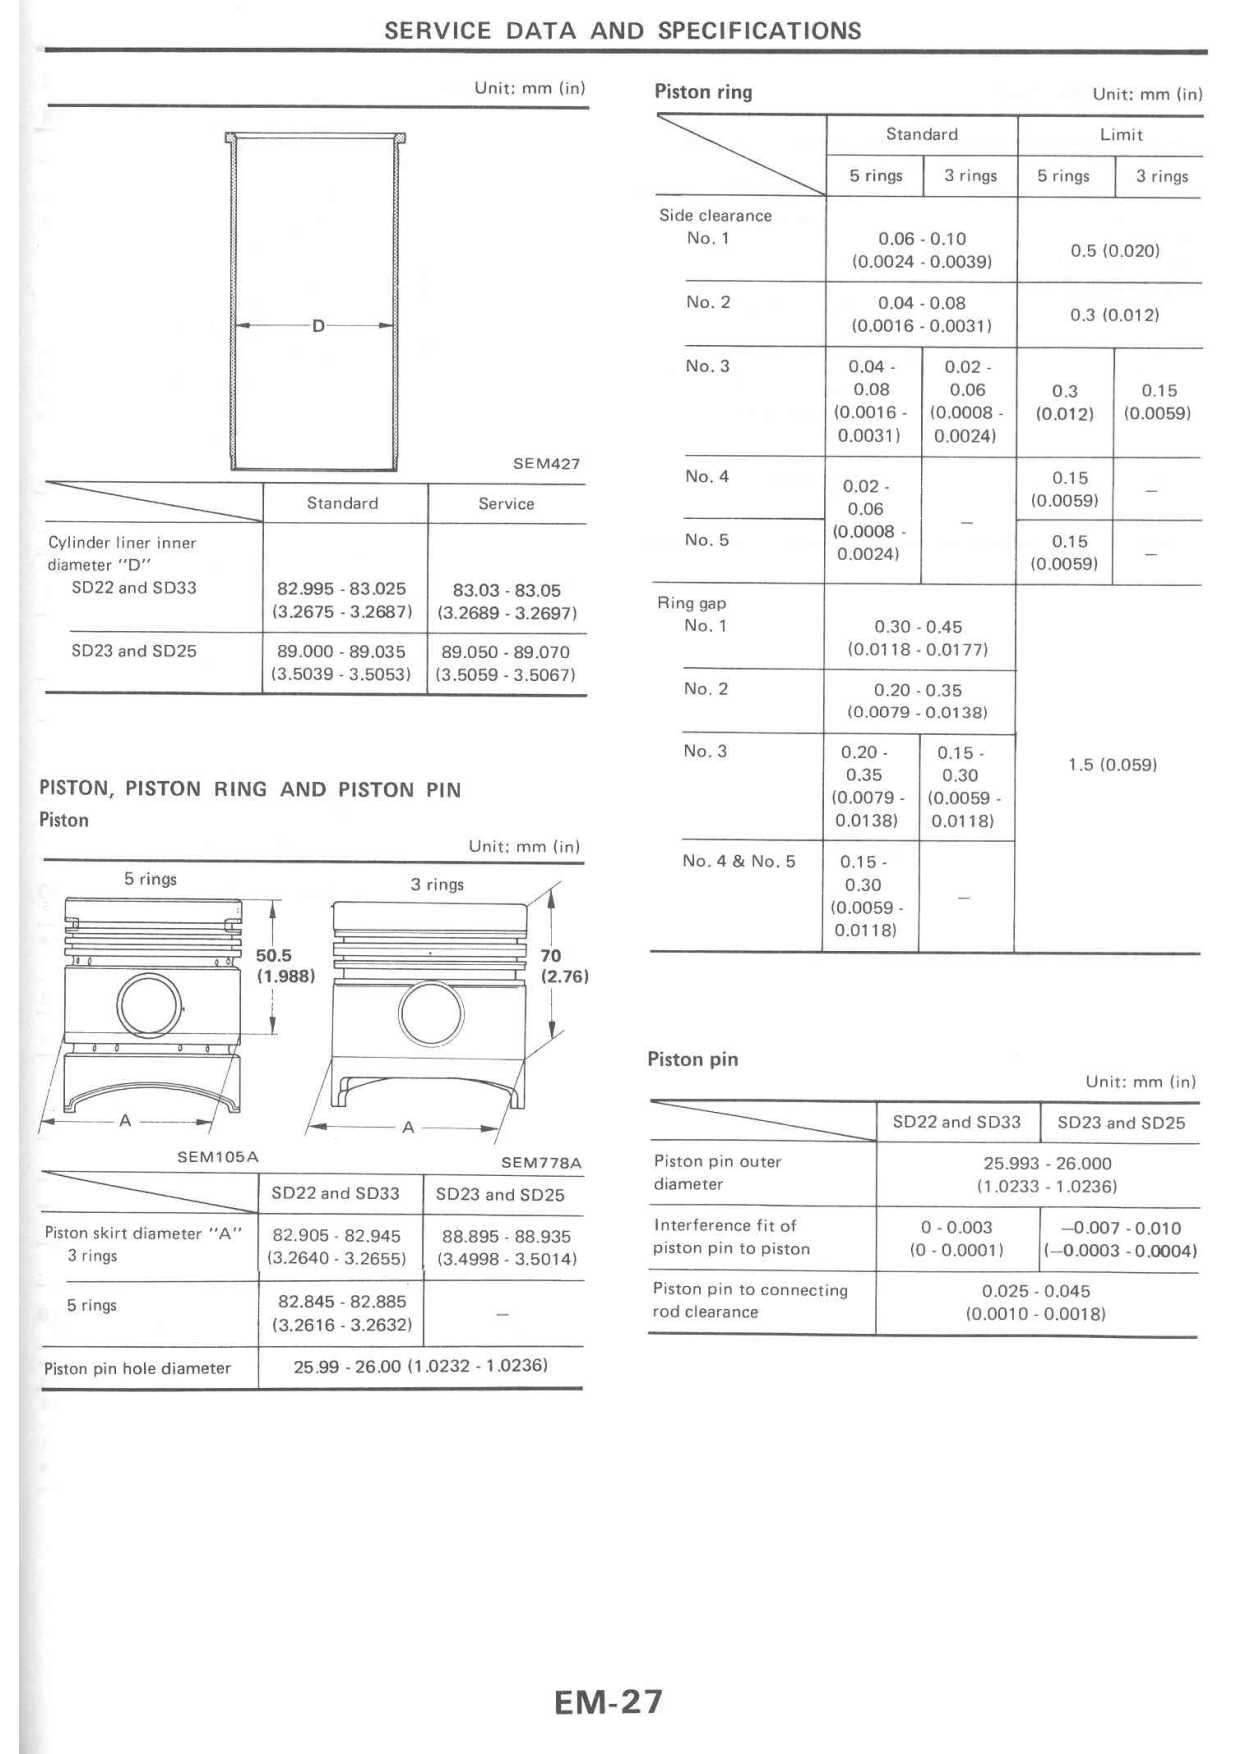 SERVICE DATA AND SPECIFICATIONS
Unit: mm (in)
D
SEM427
Standard Service
Cylinder liner inner
diameter "D"
SD22 and SD33 82.995 - 83.025 83.03 - 83.05
(3.2675 - 3.2687) (3.2689 - 3.2697)
SD23 and SD25 89.000 - 89.035 89.050 - 89.070
(3.5039 - 3.5053) (3.5059 - 3.5067)
PISTON, PISTON RING AND PISTON PIN
Piston
Unit: mm (in)
5 rings 3 rings
50.5 70
(1.988) (2.76)
A A
SEM105A SEM778A
SD22 and SD33 SD23 and SD25
Piston skirt diameter "A" 82.905 - 82.945 88.895 - 88.935
3 rings (3.2640 - 3.2655) (3.4998 - 3.5014)
5 rings 82.845 - 82.885 –
(3.2616 - 3.2632)
Piston pin hole diameter 25.99 - 26.00 (1.0232 - 1.0236)
Piston ring Unit: mm (in)
Standard Limit
5 rings 3 rings 5 rings 3 rings
Side clearance
No. 1 0.06 - 0.10 0.5 (0.020)
(0.0024 - 0.0039)
No. 2 0.04 - 0.08 0.3 (0.012)
(0.0016 - 0.0031)
No. 3 0.04 - 0.02 -
0.08 0.06 0.3 0.15
(0.0016 - (0.0008 - (0.012) (0.0059)
0.0031) 0.0024)
No. 4 0.02 - 0.15 –
0.06 – (0.0059)
No. 5 (0.0008 - 0.15 –
0.0024) (0.0059)
Ring gap
No. 1 0.30 - 0.45
(0.0118 - 0.0177)
No. 2 0.20 - 0.35
(0.0079 - 0.0138)
No. 3 0.20 - 0.15 - 1.5 (0.059)
0.35 0.30
(0.0079 - (0.0059 -
0.0138) 0.0118)
No. 4 & No. 5 0.15 -
0.30 –
(0.0059 -
0.0118)
Piston pin
Unit: mm (in)
SD22 and SD33 SD23 and SD25
Piston pin outer 25.993 - 26.000
diameter (1.0233 - 1.0236)
Interference fit of 0 - 0.003 –0.007 - 0.010
piston pin to piston (0 - 0.0001) (–0.0003 - 0.0004)
Piston pin to connecting 0.025 - 0.045
rod clearance (0.0010 - 0.0018)
EM-27